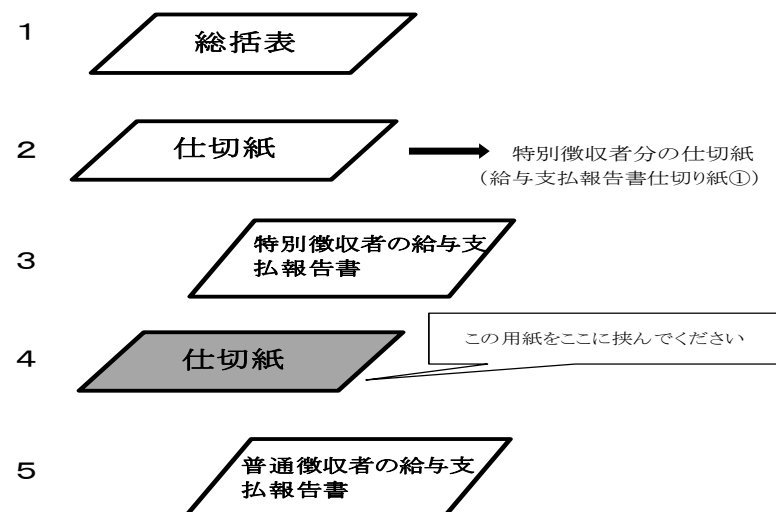 1
総括表
2
仕切紙
特別徴収者分の仕切紙
(給与支払報告書仕切り紙①)
3
特別徴収者の給与支
払報告書
4
仕切紙
この用紙をここに挟んでください
5
普通徴収者の給与支
払報告書